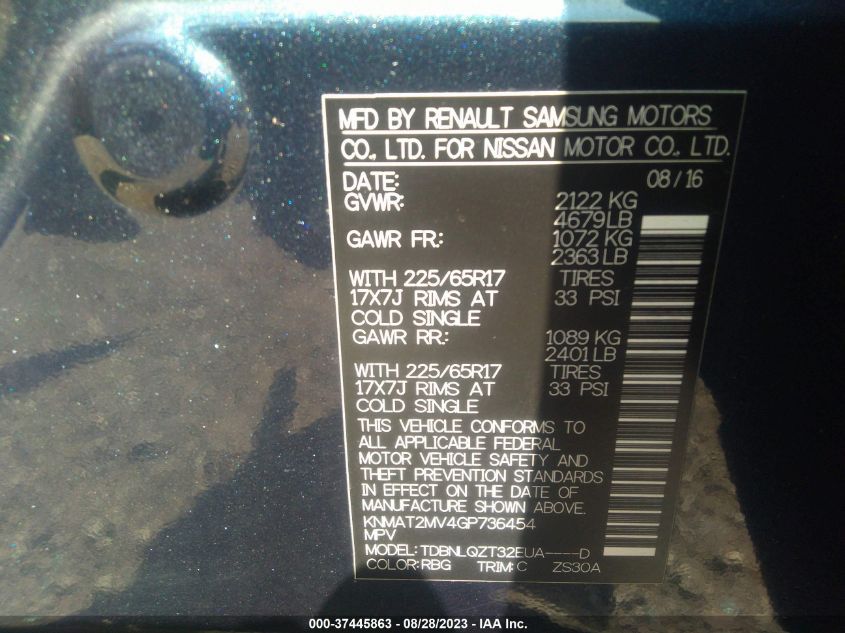 MFD BY RENAULT SAMSUNG MOTORS
CO., LTD. FOR NISSAN MOTOR CO., LTD.
DATE: 08/16
GVWR: 2122 KG
4679LB
GAWR FR.: 1072 KG
2363LB
WITH 225/65R17 TIRES
17X7J RIMS AT 33 PSI
COLD SINGLE
GAWR RR.: 1089 KG
2401LB
WITH 225/65R17 TIRES
17X7J RIMS AT 33 PSI
COLD SINGLE
THIS VEHICLE CONFORMS TO
ALL APPLICABLE FEDERAL
MOTOR VEHICLE SAFETY AND
THEFT PREVENTION STANDARDS
IN EFFECT ON THE DATE OF
MANUFACTURE SHOWN ABOVE.
KNMAT2MV4GP736454
MPV
MODEL: TDBNLQZT32EUA----D
COLOR: RBG TRIM: C ZS30A
000-37445863 - 08/28/2023 - IAA Inc.